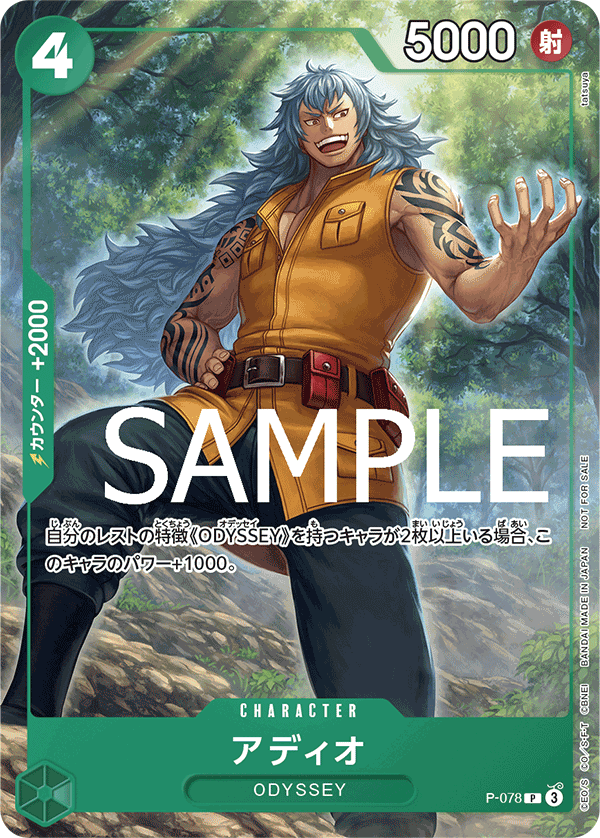 4
5000 射
tatsuya
カウンター +2000
SAMPLE
自分のレストの特徴《ODYSSEY》を持つキャラが2枚以上いる場合、こ
のキャラのパワー+1000。
CHARACTER
アディオ
ODYSSEY
P-078 P 3
©E.O/S. ©O/S・F・T ©BNEI BANDAI MADE IN JAPAN NOT FOR SALE